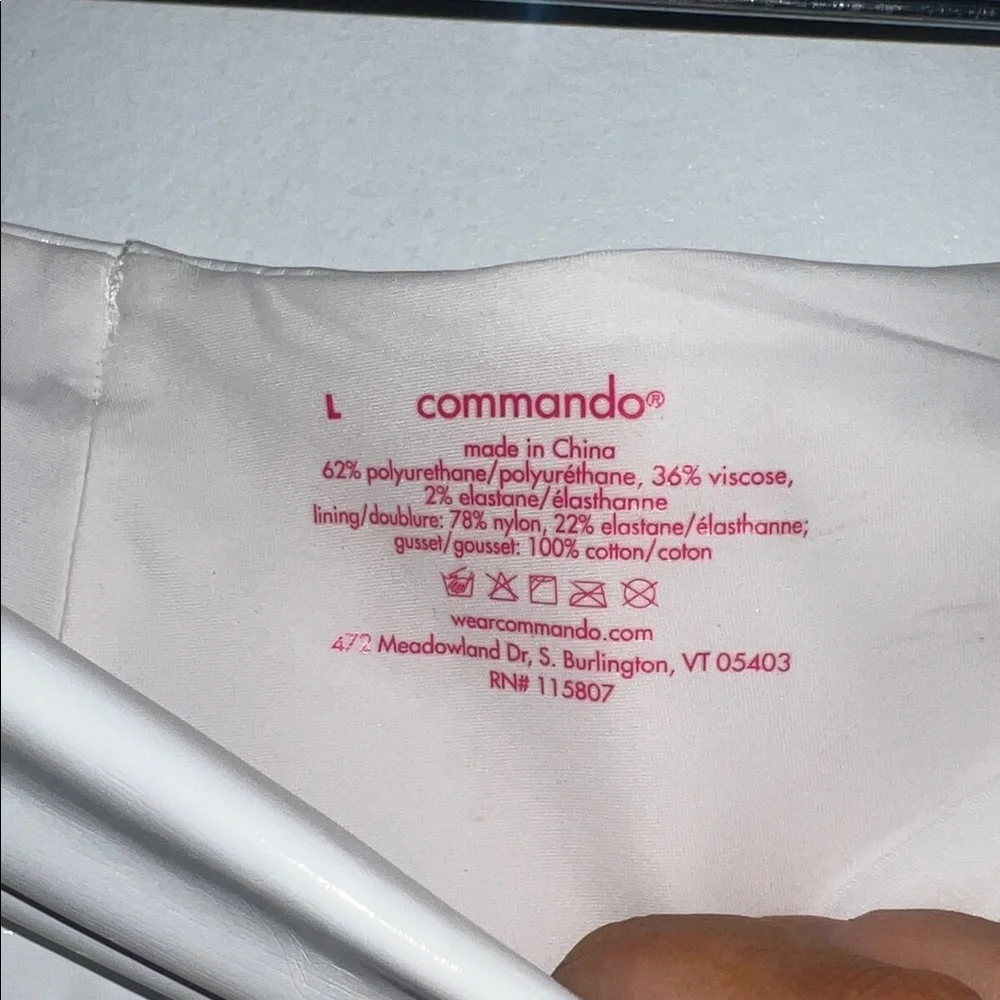 L commando®
made in China
62% polyurethane/polyuréthane, 36% viscose,
2% elastane/élasthanne
lining/doublure: 78% nylon, 22% elastane/élasthanne;
gusset/gousset: 100% cotton/coton
wearcommando.com
472 Meadowland Dr, S. Burlington, VT 05403
RN# 115807